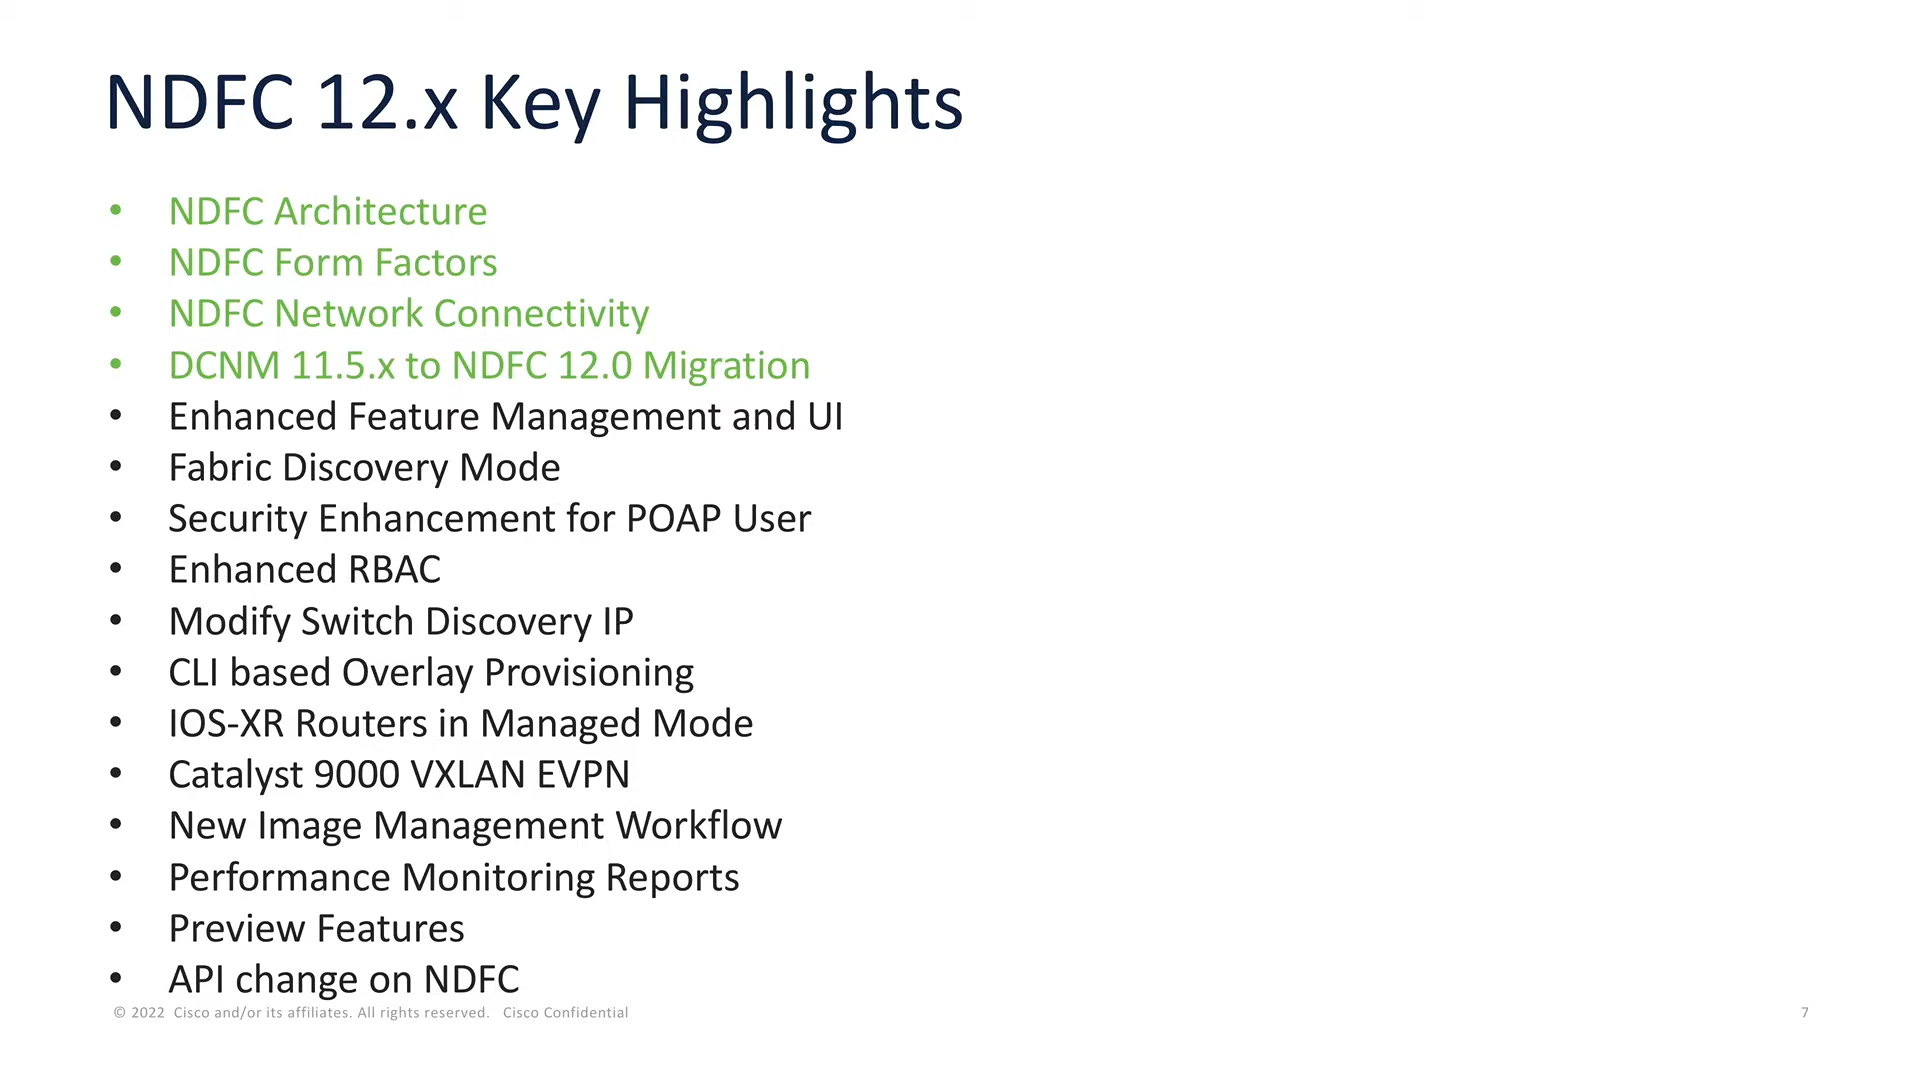 NDFC 12.x Key Highlights
• NDFC Architecture
• NDFC Form Factors
• NDFC Network Connectivity
• DCNM 11.5.x to NDFC 12.0 Migration
• Enhanced Feature Management and UI
• Fabric Discovery Mode
• Security Enhancement for POAP User
• Enhanced RBAC
• Modify Switch Discovery IP
• CLI based Overlay Provisioning
• IOS-XR Routers in Managed Mode
• Catalyst 9000 VXLAN EVPN
• New Image Management Workflow
• Performance Monitoring Reports
• Preview Features
• API change on NDFC
© 2022 Cisco and/or its affiliates. All rights reserved. Cisco Confidential
7